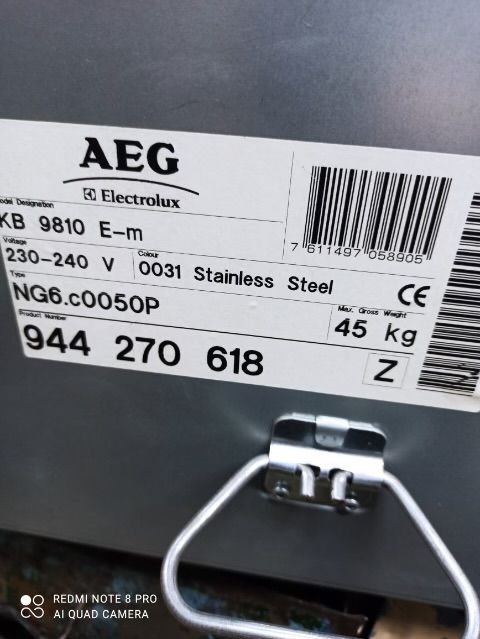 AEG
Electrolux
Model Designation
KB 9810 E-m
7 611497 058905
Voltage
230-240 V
Colour
0031 Stainless Steel
CE
Type
NG6.c0050P
Max. Gross Weight
45 kg
Product Number
944 270 618
Z
REDMI NOTE 8 PRO
AI QUAD CAMERA